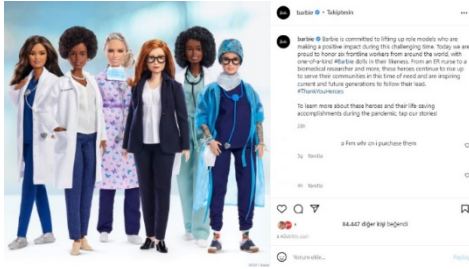 barbie • Takiptesin
barbie Barbie is committed to lifting up role models who are
making a positive impact during this challenging time. Today we are
proud to honor six frontline workers from around the world, with
one-of-a-kind #Barbie dolls in their likeness. From an ER nurse to a
biomedical researcher and more, these heroes continue to rise up
to serve their communities in this time of need and are inspiring
current and future generations to follow their lead.
#ThankYouHeroes
To learn more about these heroes and their life-saving
accomplishments during the pandemic, tap our stories!
a Fım whr cn i purchase them
Yanıtla
Yanıtla
84.447 diğer kişi beğendi
Yorum ekle...
Paylaş